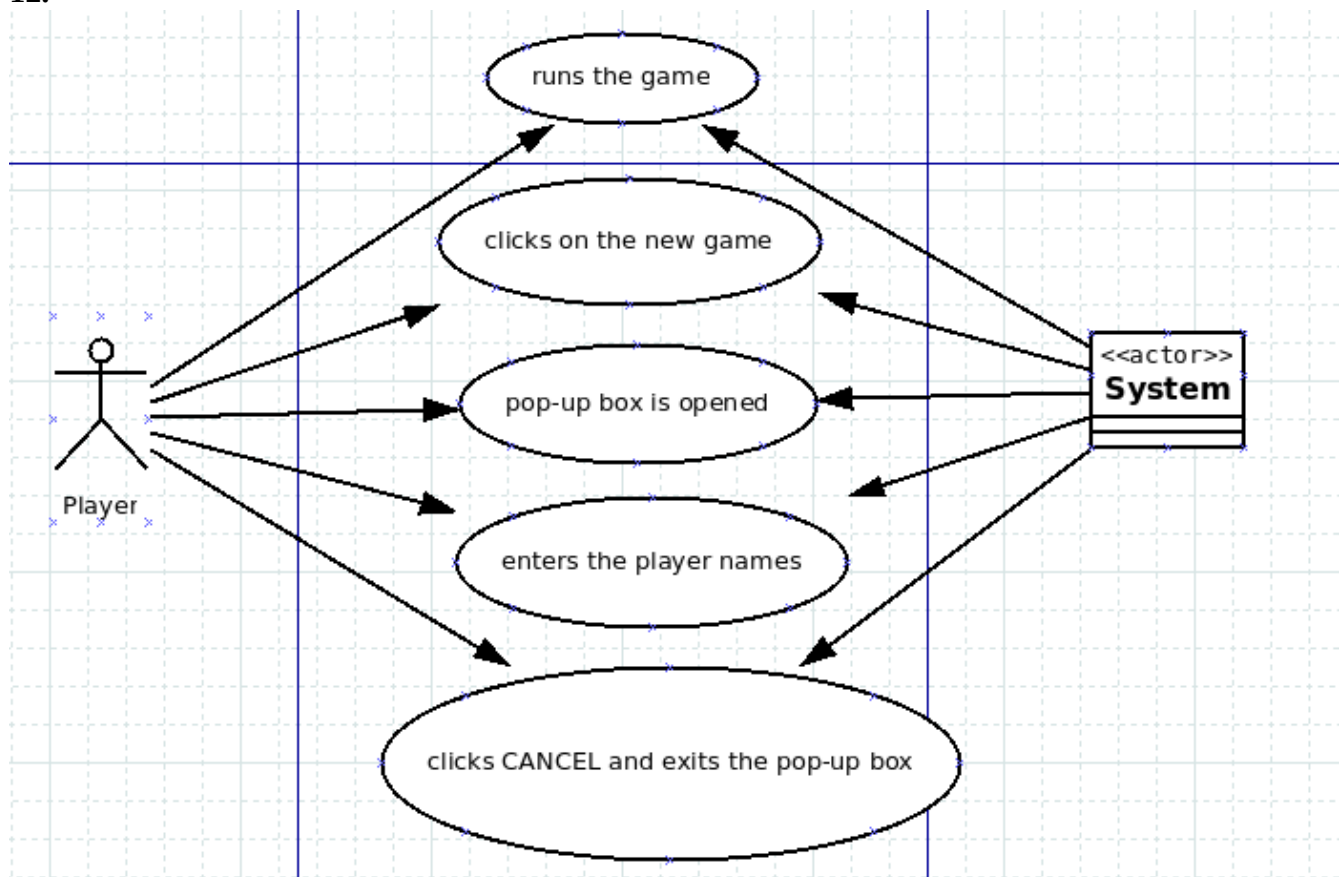 runs the game
clicks on the new game
<<actor>>
System
pop-up box is opened
Player
enters the player names
clicks CANCEL and exits the pop-up box